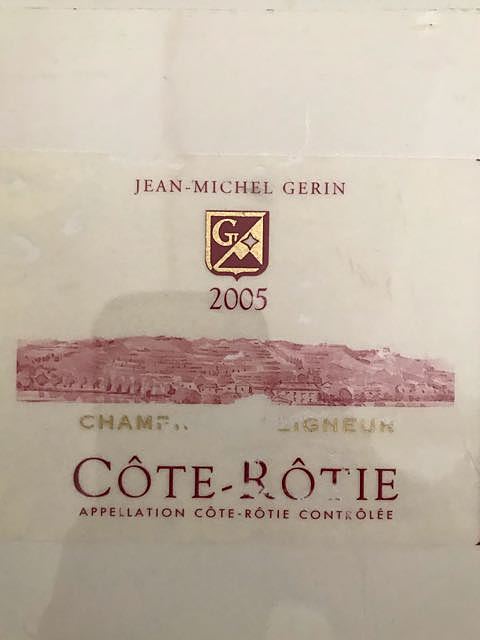 JEAN-MICHEL GERIN
G
2005
CÔTE-RÔTIE
APPELLATION CÔTE-RÔTIE CONTRÔLÉE